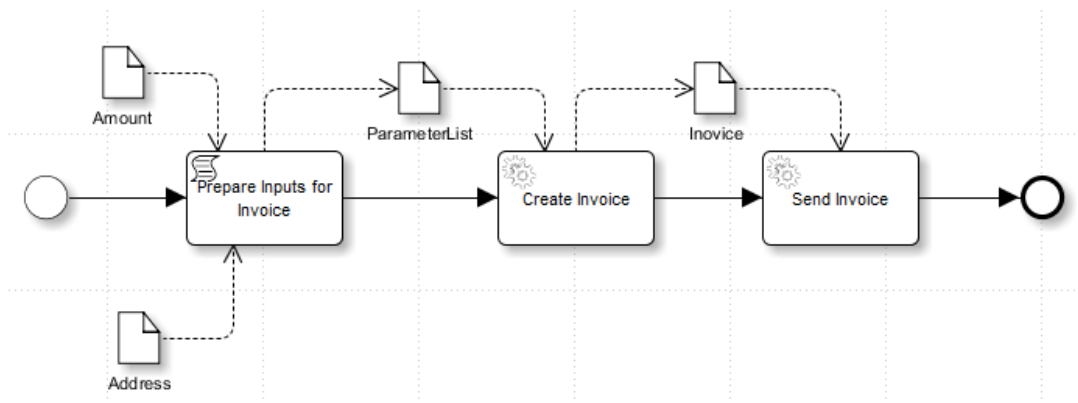 Amount
ParameterList
Inovice
Prepare Inputs for
Invoice
Create Invoice
Send Invoice
Address